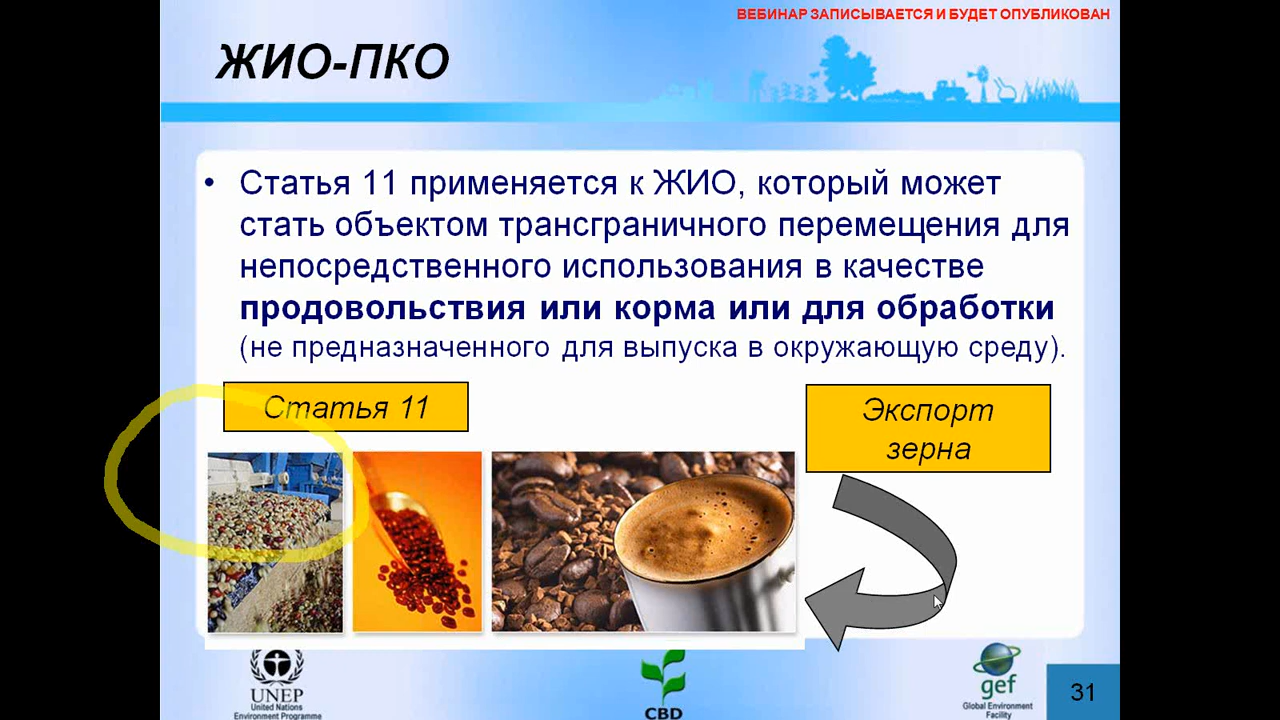 ВЕБИНАР ЗАПИСЫВАЕТСЯ И БУДЕТ ОПУБЛИКОВАН
ЖИО-ПКО
• Статья 11 применяется к ЖИО, который может
стать объектом трансграничного перемещения для
непосредственного использования в качестве
продовольствия или корма или для обработки
(не предназначенного для выпуска в окружающую среду).
Статья 11
Экспорт
зерна
UNEP
United Nations
Environment Programme
CBD
gef
Global Environment
Facility
31